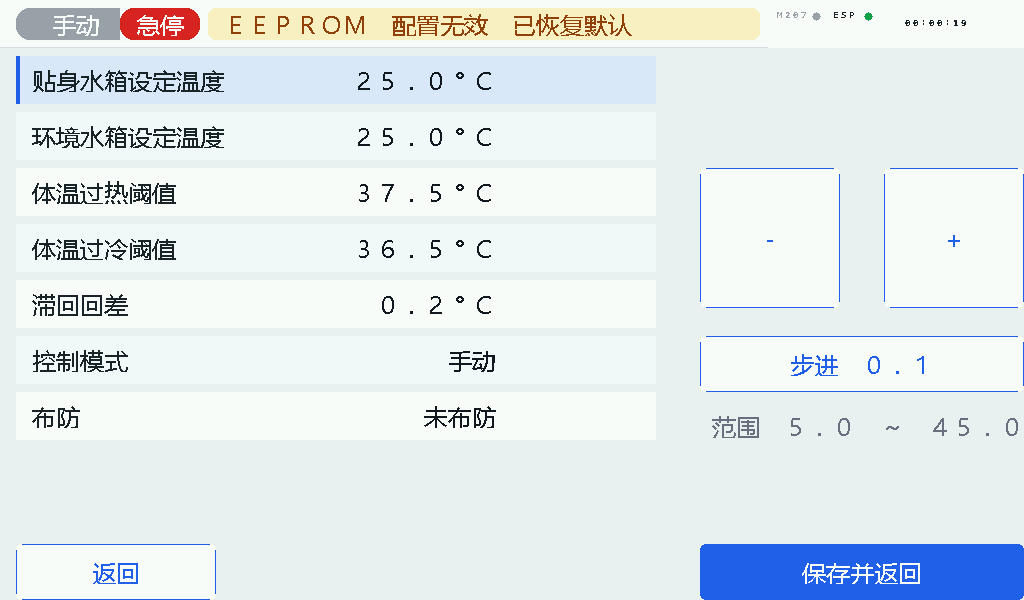 手动 急停 EEPROM 配置无效 已恢复默认 M207 ESP 00:00:19
贴身水箱设定温度 25.0°C
环境水箱设定温度 25.0°C
体温过热阈值 37.5°C
体温过冷阈值 36.5°C
滞回回差 0.2°C
控制模式 手动
布防 未布防
- +
步进 0.1
范围 5.0 ~ 45.0
返回 保存并返回